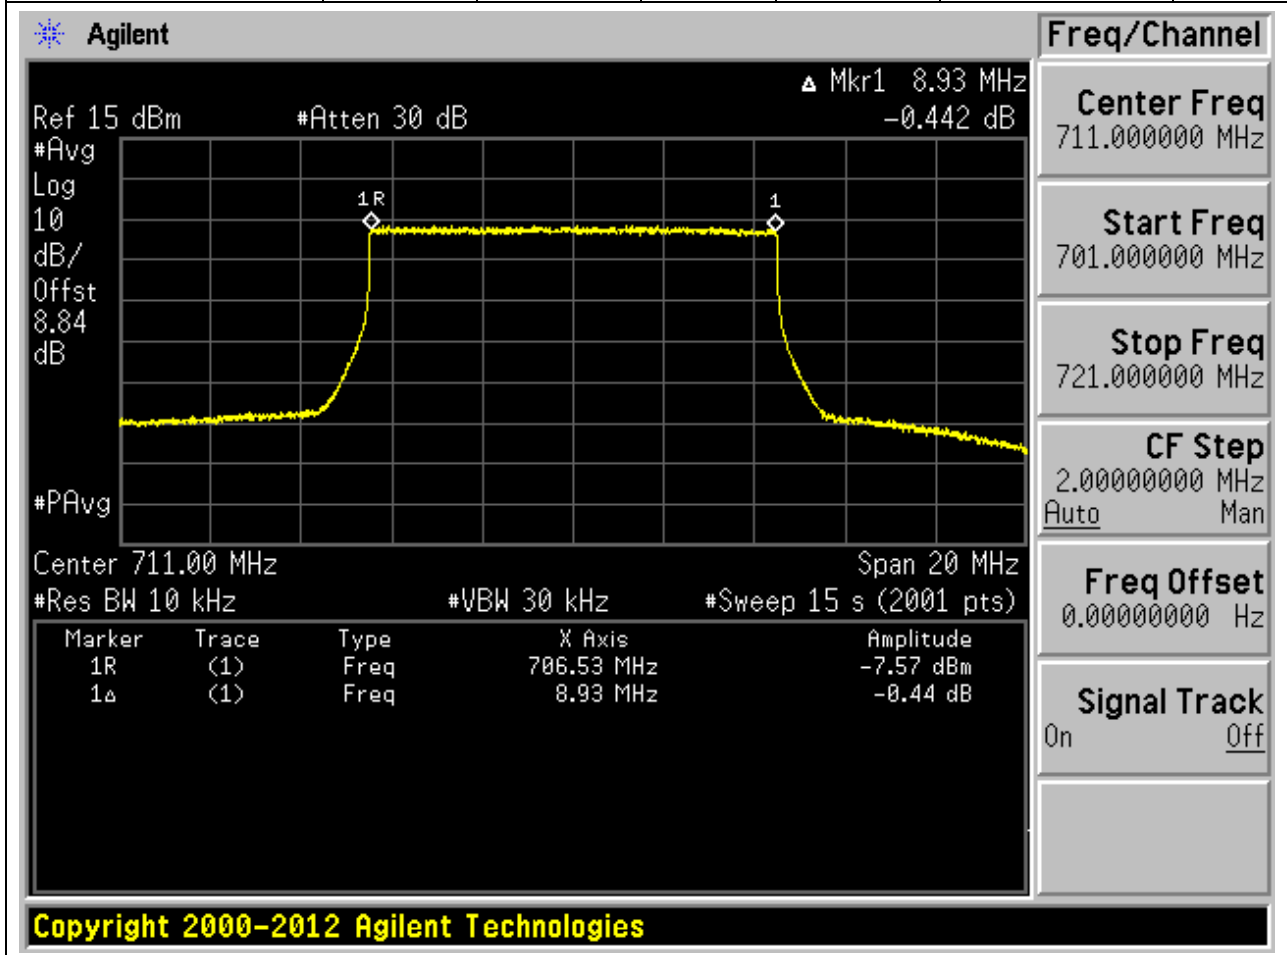 Agilent
Freq/Channel
△ Mkr1 8.93 MHz
Ref 15 dBm #Atten 30 dB -0.442 dB
#Avg
Log
10
dB/
Offst
8.84
dB
#PAvg
1R
1
Center 711.00 MHz Span 20 MHz
#Res BW 10 kHz #VBW 30 kHz #Sweep 15 s (2001 pts)
Marker Trace Type X Axis Amplitude
1R (1) Freq 706.53 MHz -7.57 dBm
1△ (1) Freq 8.93 MHz -0.44 dB
Center Freq
711.000000 MHz
Start Freq
701.000000 MHz
Stop Freq
721.000000 MHz
CF Step
2.00000000 MHz
Auto Man
Freq Offset
0.00000000 Hz
Signal Track
On Off
Copyright 2000-2012 Agilent Technologies